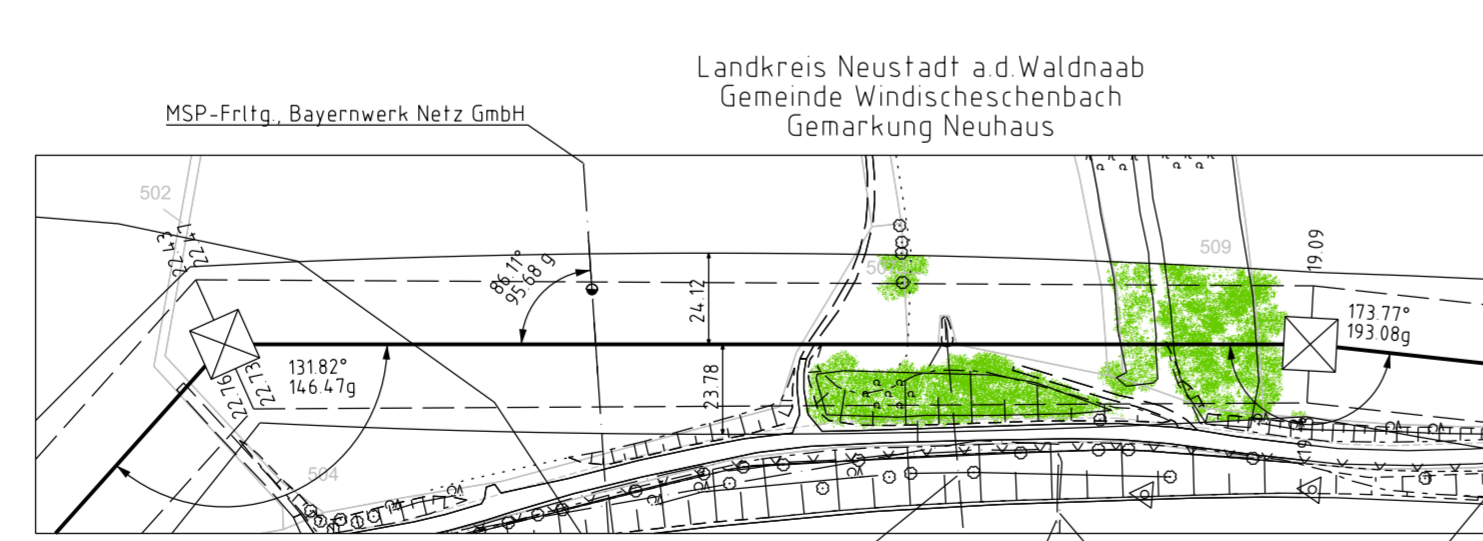 Landkreis Neustadt a.d.Waldnaab
Gemeinde Windischeschenbach
Gemarkung Neuhaus
MSP-Frltg., Bayernwerk Netz GmbH
502
22.43
22.41
86.11°
95.68 g
24.12
509
19.09
173.77°
193.08g
131.82°
146.47g
22.76
22.73
23.78
504